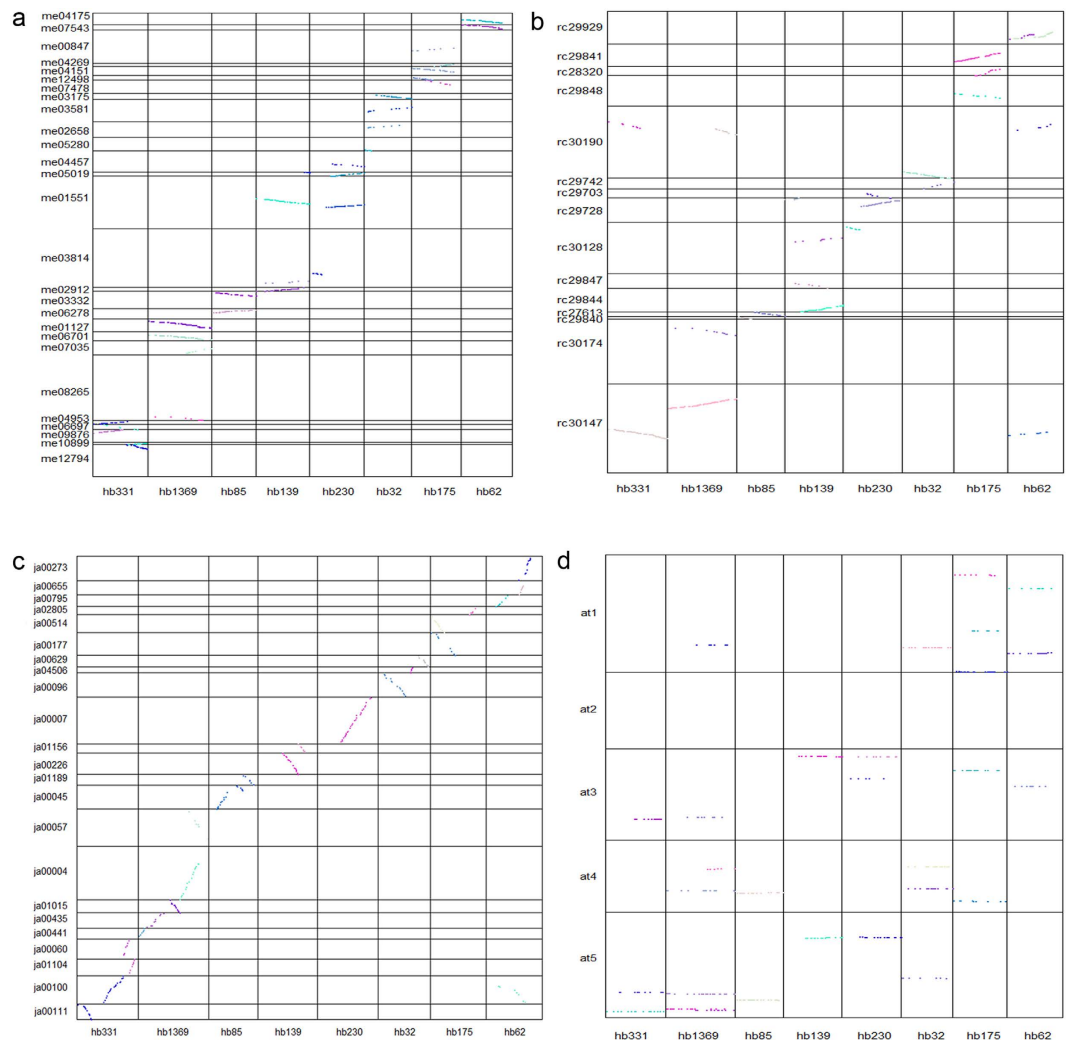 a
me04175
me07543
me00847
me04269
me04151
me12498
me07478
me03175
me03581
me02658
me05280
me04457
me05019
me01551
me03814
me02912
me03332
me06278
me01127
me06701
me07035
me08265
me04953
me06697
me09876
me10899
me12794
hb331 hb1369 hb85 hb139 hb230 hb32 hb175 hb62
b
rc29929
rc29841
rc28320
rc29848
rc30190
rc29742
rc29703
rc29728
rc30128
rc29847
rc29844
rc27613
rc29840
rc30174
rc30147
hb331 hb1369 hb85 hb139 hb230 hb32 hb175 hb62
c
ja00273
ja00655
ja00795
ja02805
ja00514
ja00177
ja00629
ja04506
ja00096
ja00007
ja01156
ja00226
ja01189
ja00045
ja00057
ja00004
ja01015
ja00435
ja00441
ja00060
ja01104
ja00100
ja00111
hb331 hb1369 hb85 hb139 hb230 hb32 hb175 hb62
d
at1
at2
at3
at4
at5
hb331 hb1369 hb85 hb139 hb230 hb32 hb175 hb62